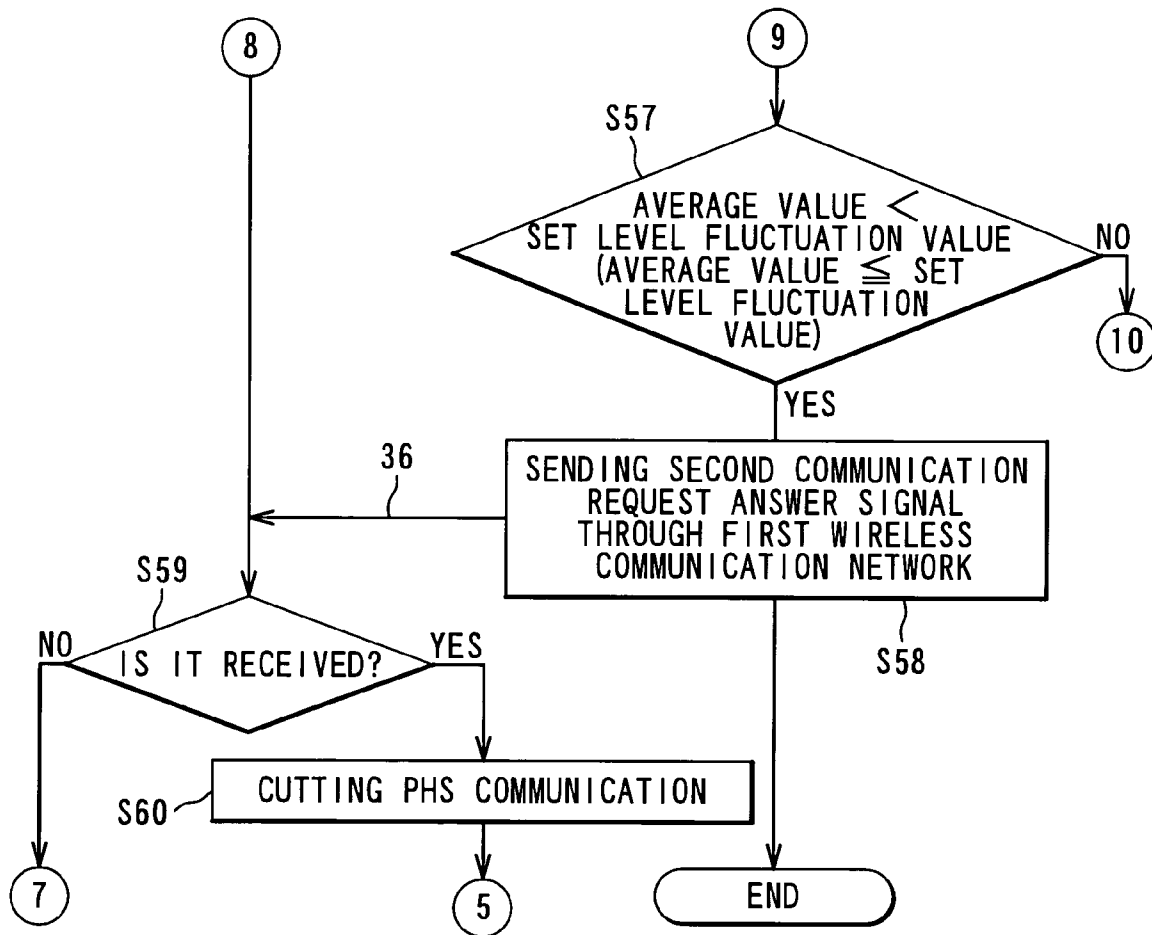 8
9
S57
AVERAGE VALUE <
SET LEVEL FLUCTUATION VALUE
(AVERAGE VALUE ≦ SET
LEVEL FLUCTUATION
VALUE)
NO
10
YES
36
SENDING SECOND COMMUNICATION
REQUEST ANSWER SIGNAL
THROUGH FIRST WIRELESS
COMMUNICATION NETWORK
S58
S59
NO
IS IT RECEIVED?
YES
CUTTING PHS COMMUNICATION
S60
7
5
END